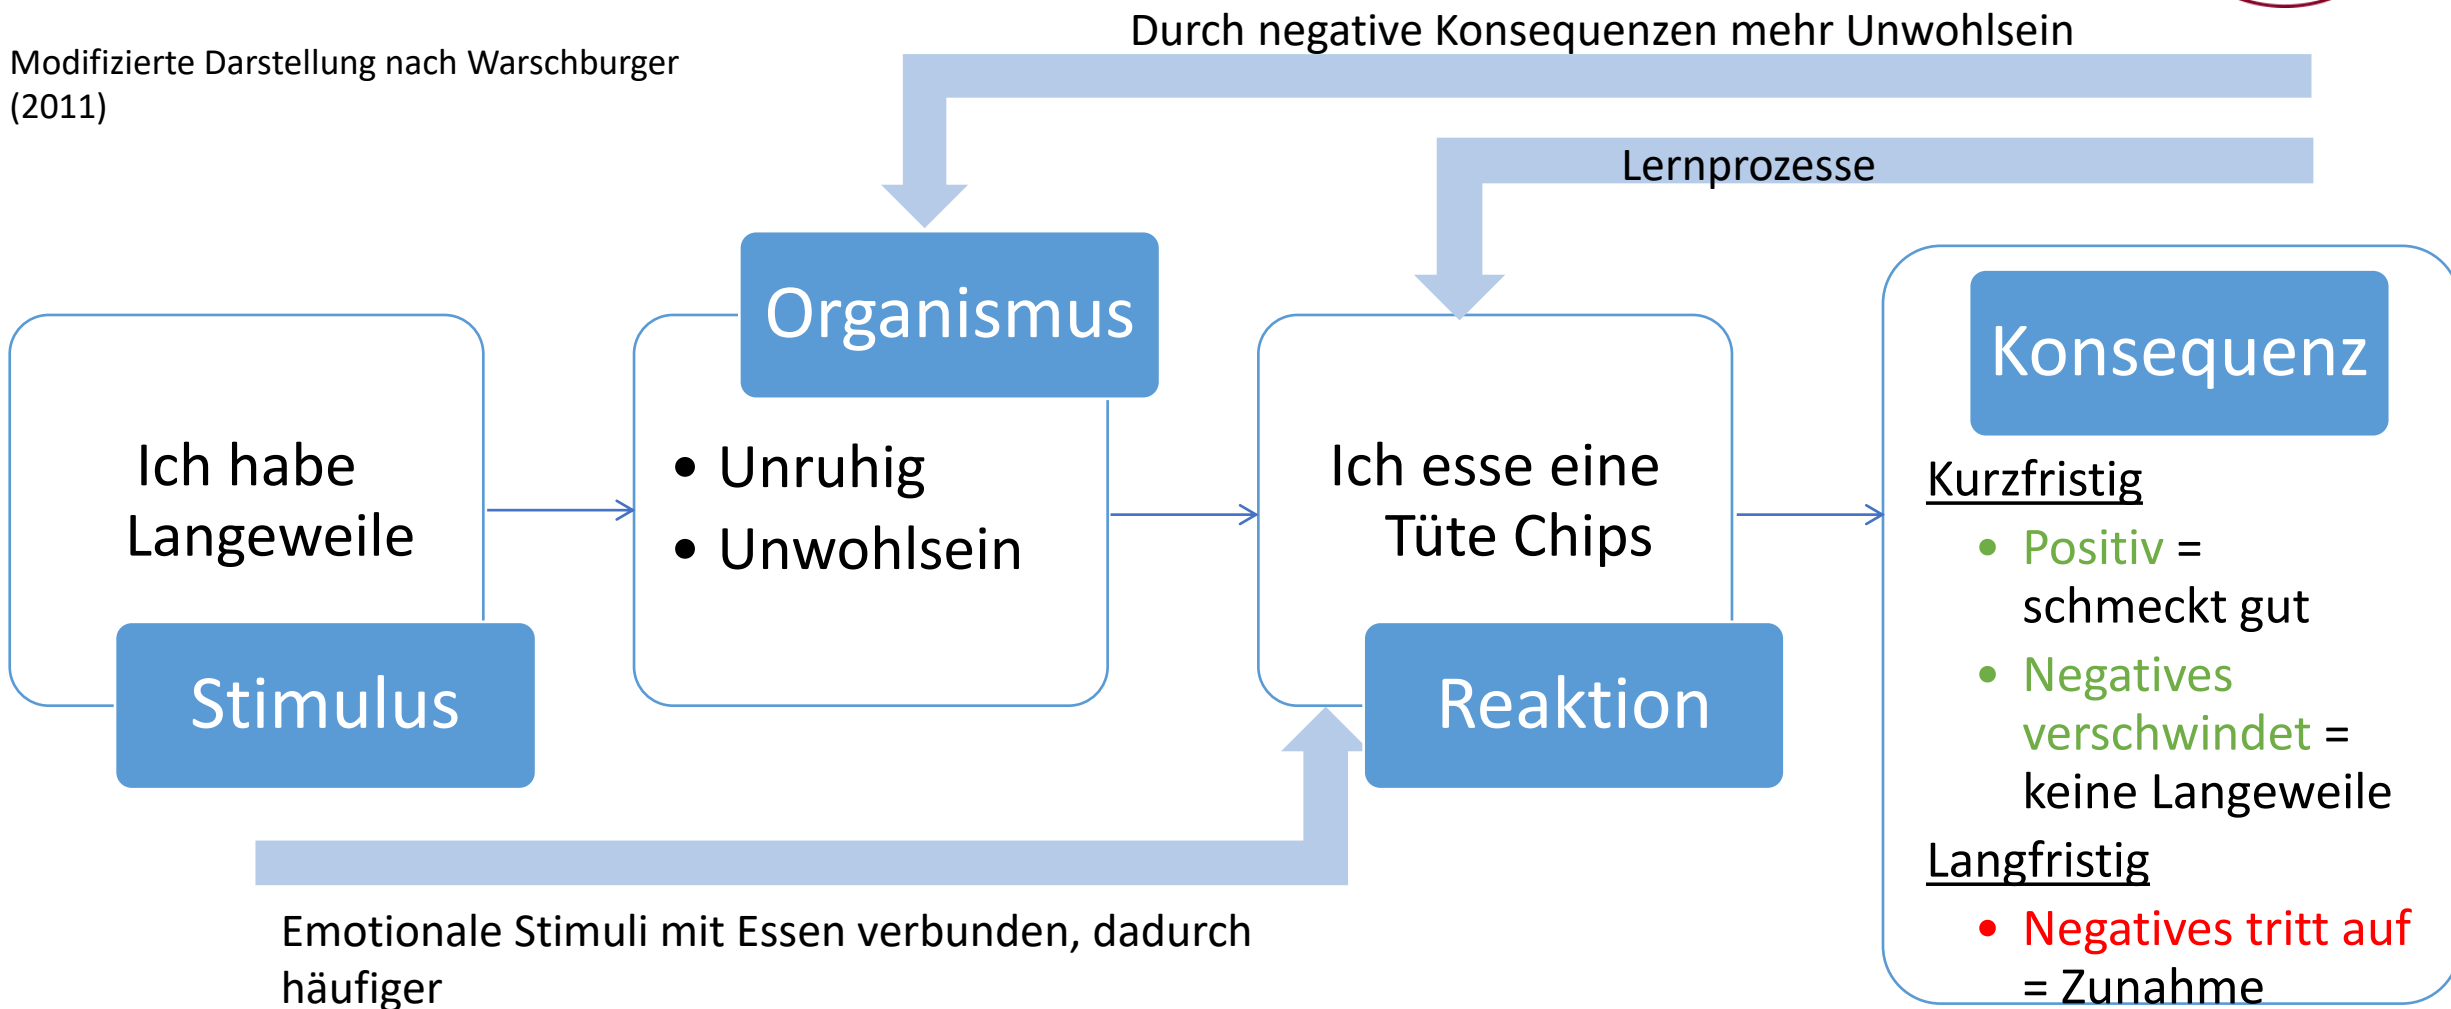 Durch negative Konsequenzen mehr Unwohlsein
Modifizierte Darstellung nach Warschburger
(2011)
Lernprozesse
Organismus
Konsequenz
Ich habe
Langeweile
• Unruhig
• Unwohlsein
Ich esse eine
Tüte Chips
Stimulus
Reaktion
Kurzfristig
• Positiv =
schmeckt gut
• Negatives
verschwindet =
keine Langeweile
Langfristig
• Negatives tritt auf
= Zunahme
Emotionale Stimuli mit Essen verbunden, dadurch
häufiger